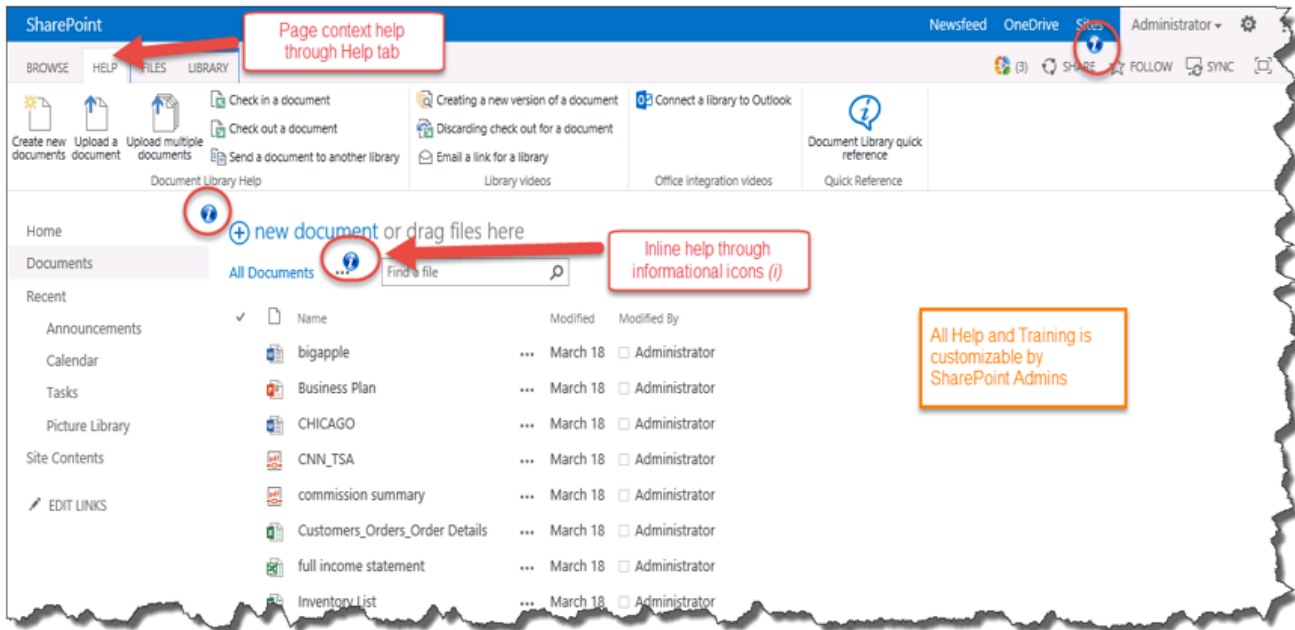 SharePoint
Newsfeed OneDrive Sites Administrator
Page context help
through Help tab
BROWSE HELP FILES LIBRARY
(3) SHARE FOLLOW SYNC
Create new
documents
Upload a
document
Upload multiple
documents
Check in a document
Check out a document
Send a document to another library
Document Library Help
Creating a new version of a document
Discarding check out for a document
Email a link for a library
Library videos
Connect a library to Outlook
Office integration videos
Document Library quick
reference
Quick Reference
Home
Documents
Recent
Announcements
Calendar
Tasks
Picture Library
Site Contents
EDIT LINKS
new document or drag files here
All Documents ... Find a file
Inline help through
informational icons (i)
Name Modified Modified By
bigapple ... March 18 Administrator
Business Plan ... March 18 Administrator
CHICAGO ... March 18 Administrator
CNN_TSA ... March 18 Administrator
commission summary ... March 18 Administrator
Customers_Orders_Order Details ... March 18 Administrator
full income statement ... March 18 Administrator
Inventory List ... March 18 Administrator
All Help and Training is
customizable by
SharePoint Admins